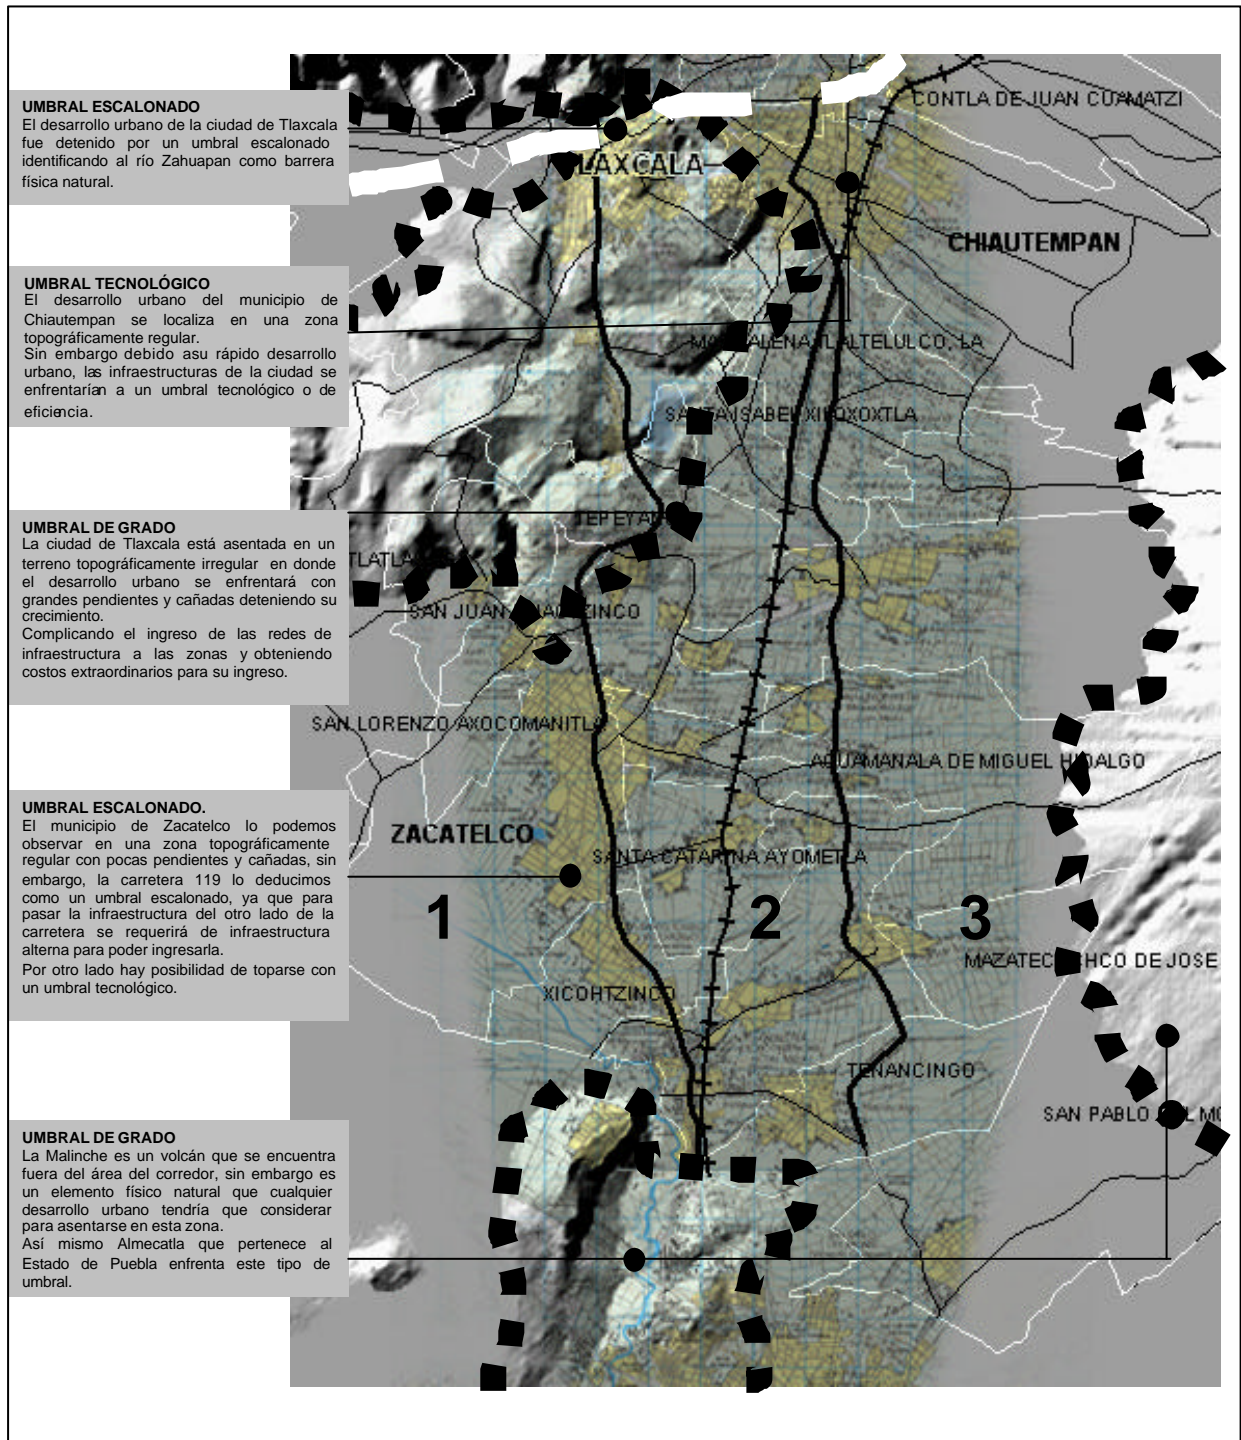 UMBRAL ESCALONADO
El desarrollo urbano de la ciudad de Tlaxcala
fue detenido por un umbral escalonado
identificando al río Zahuapan como barrera
física natural.
UMBRAL TECNOLÓGICO
El desarrollo urbano del municipio de
Chiautempan se localiza en una zona
topográficamente regular.
Sin embargo debido asu rápido desarrollo
urbano, las infraestructuras de la ciudad se
enfrentarían a un umbral tecnológico o de
eficiencia.
UMBRAL DE GRADO
La ciudad de Tlaxcala está asentada en un
terreno topográficamente irregular en donde
el desarrollo urbano se enfrentará con
grandes pendientes y cañadas deteniendo su
crecimiento.
Complicando el ingreso de las redes de
infraestructura a las zonas y obteniendo
costos extraordinarios para su ingreso.
UMBRAL ESCALONADO.
El municipio de Zacatelco lo podemos
observar en una zona topográficamente
regular con pocas pendientes y cañadas, sin
embargo, la carretera 119 lo deducimos
como un umbral escalonado, ya que para
pasar la infraestructura del otro lado de la
carretera se requerirá de infraestructura
alterna para poder ingresarla.
Por otro lado hay posibilidad de toparse con
un umbral tecnológico.
UMBRAL DE GRADO
La Malinche es un volcán que se encuentra
fuera del área del corredor, sin embargo es
un elemento físico natural que cualquier
desarrollo urbano tendría que considerar
para asentarse en esta zona.
Así mismo Almecatla que pertenece al
Estado de Puebla enfrenta este tipo de
umbral.
CONTLA DE JUAN CUAMATZI
LAXCALA
CHIAUTEMPAN
LA
SANTA ISABEL XILOXOXTLA
SAN JUAN
SAN LORENZO AXOCOMANITLA
ACUAMANALA DE MIGUEL HIDALGO
ZACATELCO
SANTA CATARINA AYOMETLA
1
2
3
DE JOSE
XICOHTZINCO
TENANCINGO
SAN PABLO